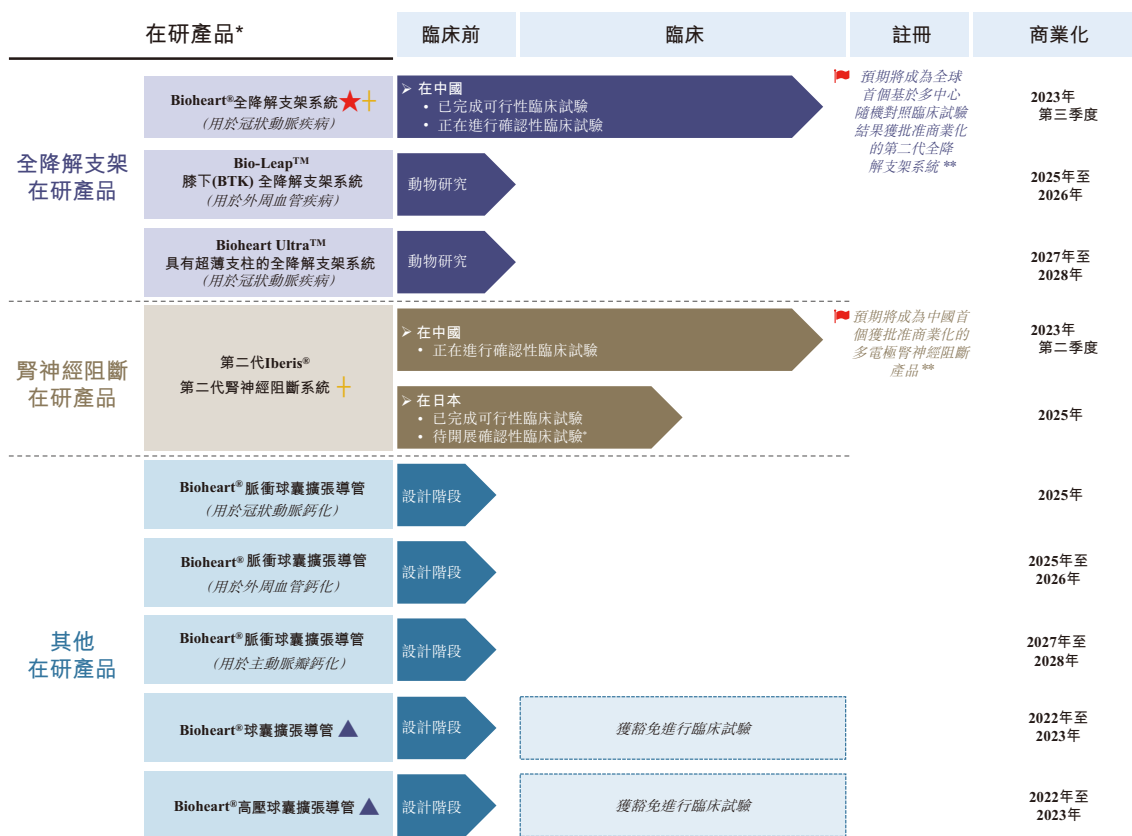 在研產品*
臨床前
臨床
註冊
商業化
全降解支架
在研產品
Bioheart®全降解支架系統
(用於冠狀動脈疾病)
➢ 在中國
• 已完成可行性臨床試驗
• 正在進行確認性臨床試驗
預期將成為全球
首個基於多中心
隨機對照臨床試驗
結果獲批准商業化
的第二代全降
解支架系統 **
2023年
第三季度
Bio-Leap™
膝下(BTK) 全降解支架系統
(用於外周血管疾病)
動物研究
2025年至
2026年
Bioheart Ultra™
具有超薄支柱的全降解支架系統
(用於冠狀動脈疾病)
動物研究
2027年至
2028年
腎神經阻斷
在研產品
第二代Iberis®
第二代腎神經阻斷系統
➢ 在中國
• 正在進行確認性臨床試驗
預期將成為中國首
個獲批准商業化的
多電極腎神經阻斷
產品**
2023年
第二季度
➢ 在日本
• 已完成可行性臨床試驗
• 待開展確認性臨床試驗*
2025年
其他
在研產品
Bioheart® 脈衝球囊擴張導管
(用於冠狀動脈鈣化)
設計階段
2025年
Bioheart® 脈衝球囊擴張導管
(用於外周血管鈣化)
設計階段
2025年至
2026年
Bioheart® 脈衝球囊擴張導管
(用於主動脈瓣鈣化)
設計階段
2027年至
2028年
Bioheart®球囊擴張導管
設計階段
獲豁免進行臨床試驗
2022年至
2023年
Bioheart®高壓球囊擴張導管
設計階段
獲豁免進行臨床試驗
2022年至
2023年